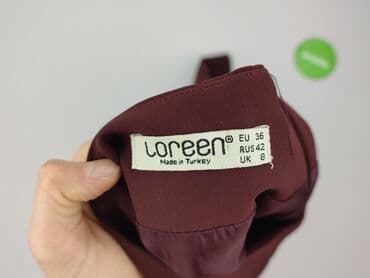 Loreen®
Made in Turkey
EU 36
RUS 42
UK 8